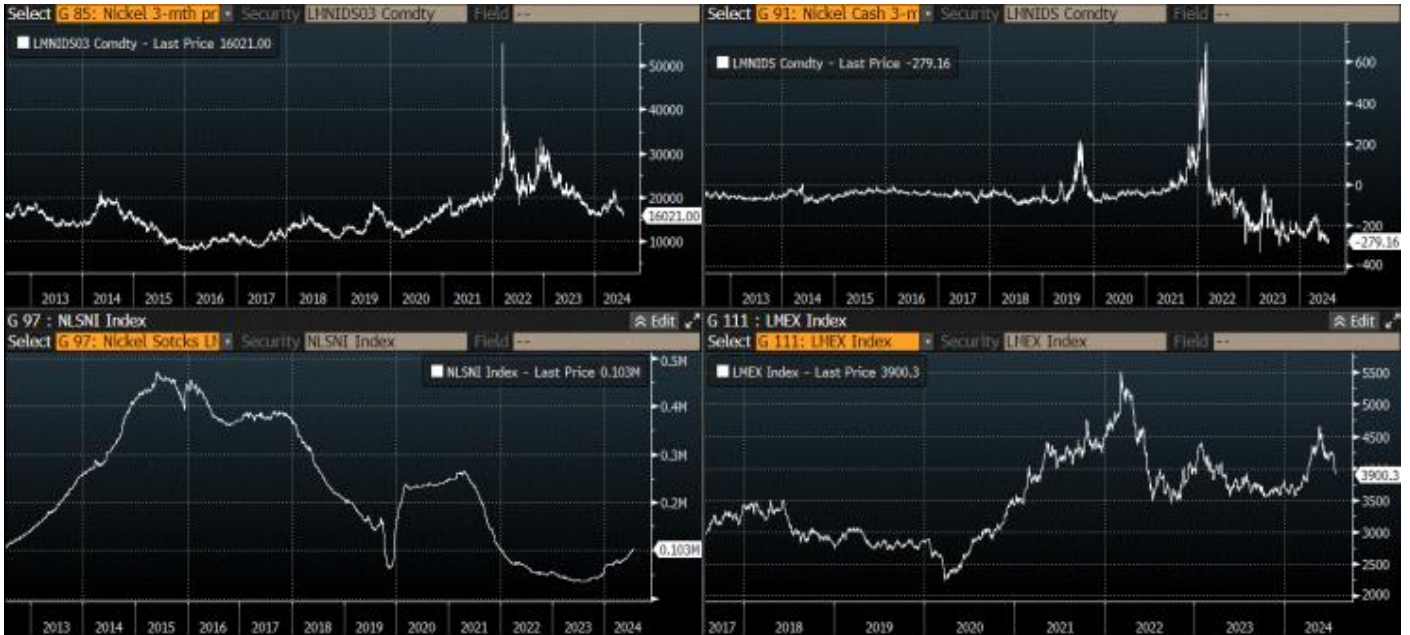 Select G 85: Nickel 3-mth pr Security LMNIDS03 Comdty Field --
LMNIDS03 Comdty - Last Price 16021.00
50000
40000
30000
20000
16021.00
10000
2013 2014 2015 2016 2017 2018 2019 2020 2021 2022 2023 2024
Select G 91: Nickel Cash 3-m Security LMNIDS Comdty Field --
LMNIDS Comdty - Last Price -279.16
600
400
200
0
-200
-279.16
-400
2013 2014 2015 2016 2017 2018 2019 2020 2021 2022 2023 2024
G 97 : NLSNI Index Edit
Select G 97: Nickel Sotcks LM Security NLSNI Index Field --
NLSNI Index - Last Price 0.103M
0.5M
0.4M
0.3M
0.2M
0.103M
2013 2014 2015 2016 2017 2018 2019 2020 2021 2022 2023 2024
G 111 : LMEX Index Edit
Select G 111: LMEX Index Security LMEX Index Field --
LMEX Index - Last Price 3900.3
5500
5000
4500
3900.3
3500
3000
2500
2000
2017 2018 2019 2020 2021 2022 2023 2024